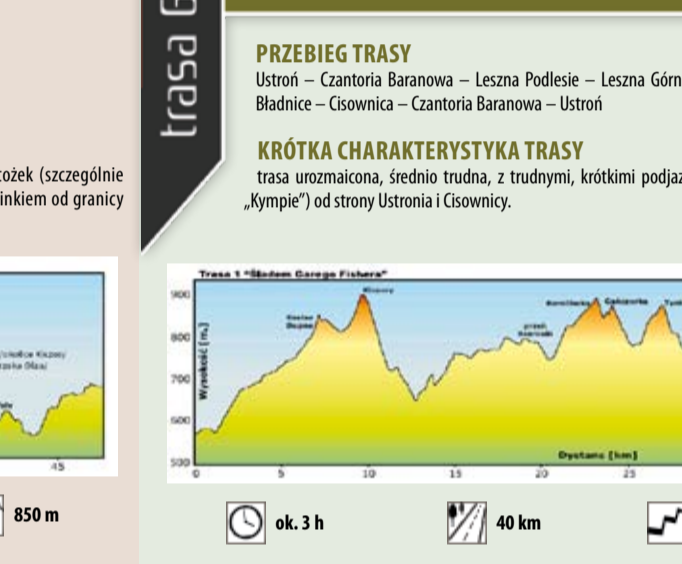 trasa
PRZEBIEG TRASY
Ustroń – Czantoria Baranowa – Leszna Podlesie – Leszna Górn
Bładnice – Cisownica – Czantoria Baranowa – Ustroń
KRÓTKA CHARAKTERYSTYKA TRASY
trasa urozmaicona, średnio trudna, z trudnymi, krótkimi podjaz
„Kympie") od strony Ustronia i Cisownicy.
tożek (szczególnie
inkiem od granicy
45
850 m
Trasa 1 "Śladem Garego Fishera"
Wysokość [m.]
900
800
700
600
500
Kiczory
0
5
10
15
20
25
Dystans [km]
ok. 3 h
40 km